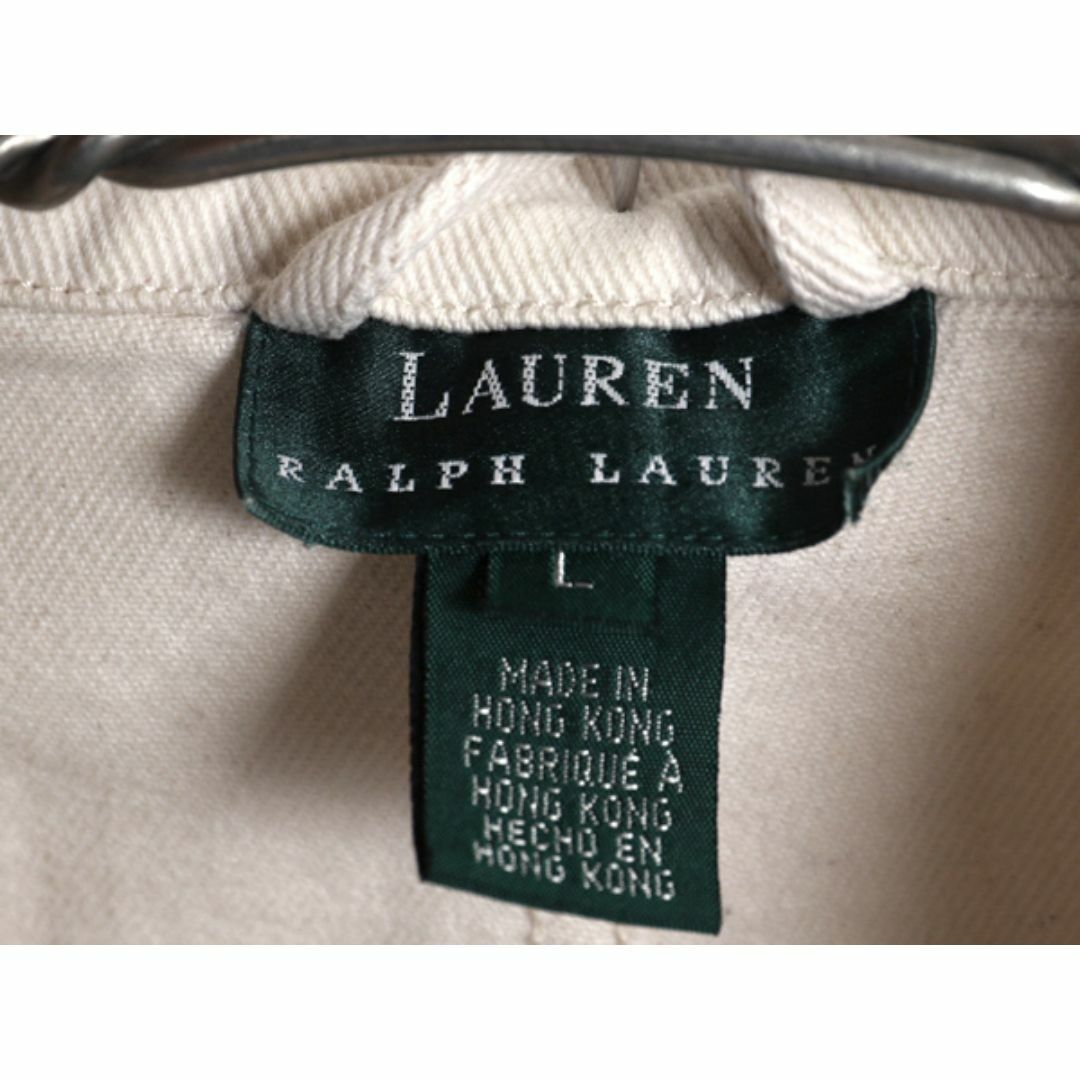 LAUREN
RALPH LAUREN
L
MADE IN
HONG KONG
FABRIQUÉ À
HONG KONG
HECHO EN
HONG KONG